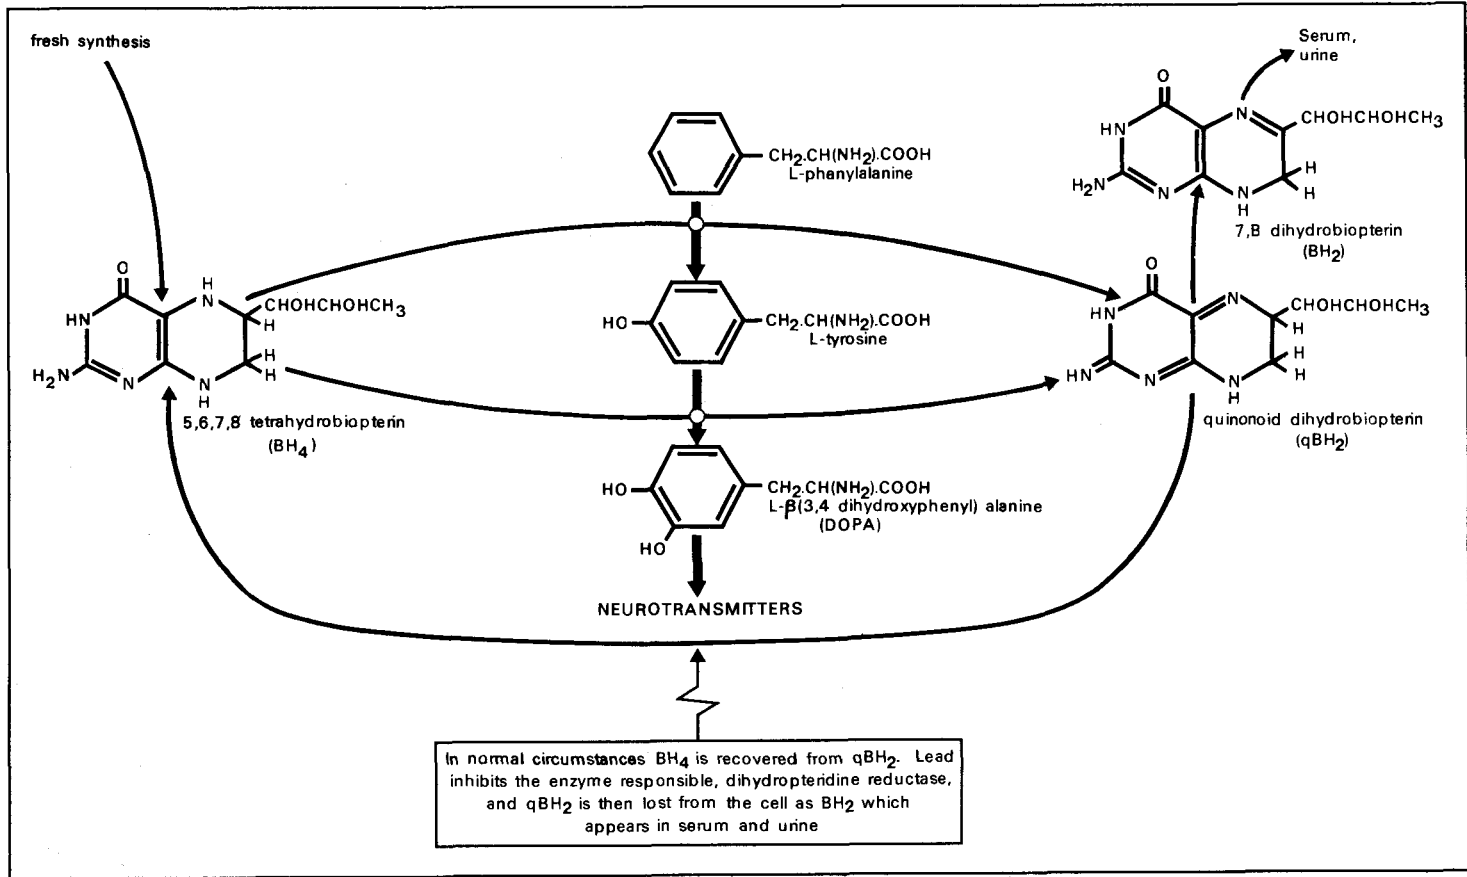 fresh synthesis
Serum,
urine
O
HN
N
CHOHCHOHCH3
H
H
H2N
N
N
H
7,8 dihydrobiopterin
(BH2)
CH2.CH(NH2).COOH
L-phenylalanine
O
H
N
HN
CHOHCHOHCH3
H
H
H
H2N
N
N
H
5,6,7,8 tetrahydrobiopterin
(BH4)
HO
CH2.CH(NH2).COOH
L-tyrosine
O
N
HN
CHOHCHOHCH3
H
H
H
HN
N
N
H
quinonoid dihydrobiopterin
(qBH2)
HO
CH2.CH(NH2).COOH
L-β(3,4 dihydroxyphenyl) alanine
(DOPA)
HO
NEUROTRANSMITTERS
In normal circumstances BH4 is recovered from qBH2. Lead
inhibits the enzyme responsible, dihydropteridine reductase,
and qBH2 is then lost from the cell as BH2 which
appears in serum and urine